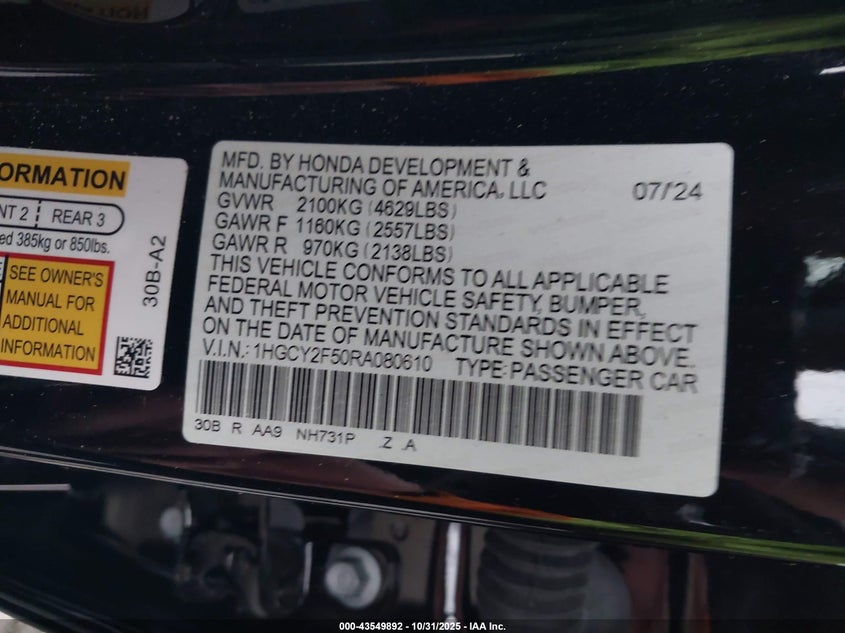 ORMATION
NT 2 REAR 3
ed 385kg or 850lbs.
SEE OWNER'S
MANUAL FOR
ADDITIONAL
INFORMATION
30B-A2
MFD. BY HONDA DEVELOPMENT &
MANUFACTURING OF AMERICA, LLC 07/24
GVWR 2100KG (4629LBS)
GAWR F 1160KG (2557LBS)
GAWR R 970KG (2138LBS)
THIS VEHICLE CONFORMS TO ALL APPLICABLE
FEDERAL MOTOR VEHICLE SAFETY, BUMPER,
AND THEFT PREVENTION STANDARDS IN EFFECT
ON THE DATE OF MANUFACTURE SHOWN ABOVE.
V.I.N.: 1HGCY2F50RA080610 TYPE: PASSENGER CAR
30B R AA9 NH731P .Z .A
000-43549892 - 10/31/2025 - IAA Inc.